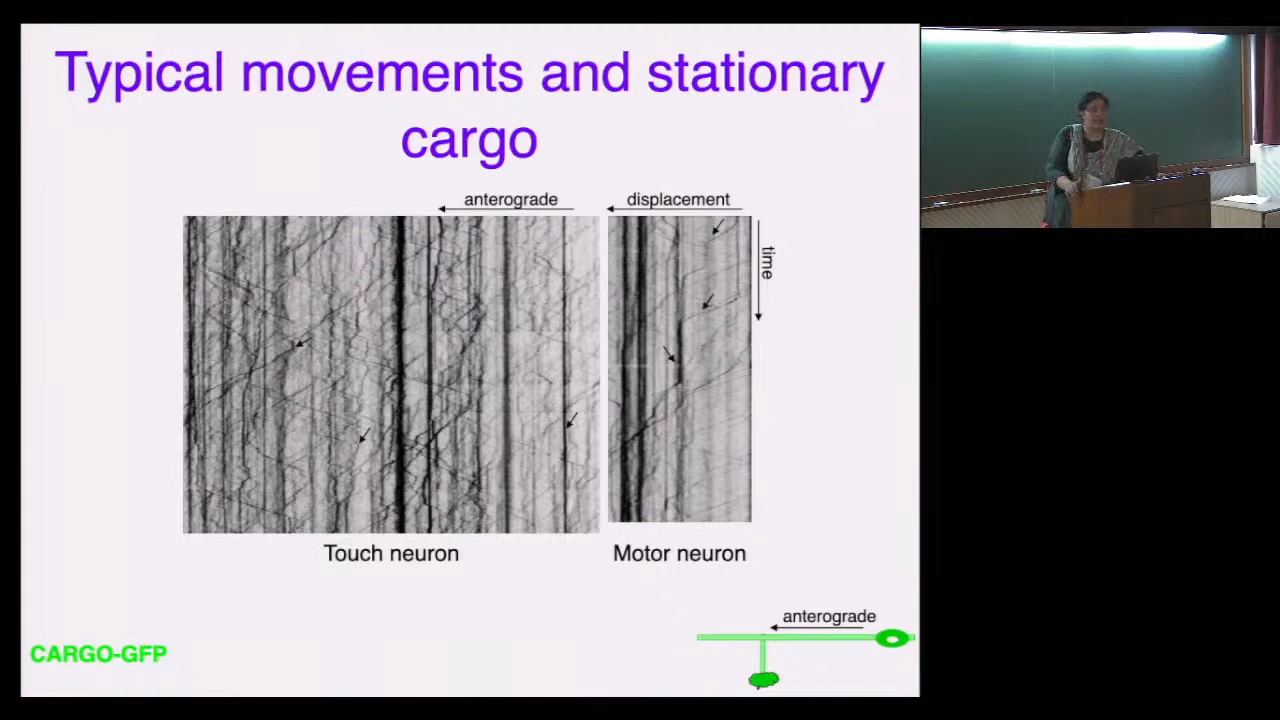 Typical movements and stationary
cargo
anterograde
displacement
time
Touch neuron
Motor neuron
anterograde
CARGO-GFP